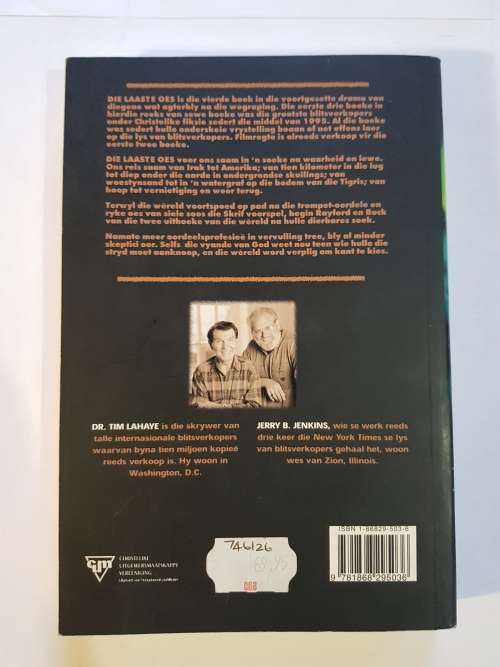 DIE LAASTE OES is die vierde boek in die voortgesette drama van
diegene wat agterbly na die wegraping. Die eerste drie boeke in
hierdie reeks van sewe boeke was die grootste blitsverkopers
onder Christelike fiksie sedert die middel van 1995. Al die boeke
was sedert hulle onderskeie vrystelling boaan of net effens laer
op die lys van blitsverkopers. Filmregte is alreeds verkoop vir die
eerste twee boeke.
DIE LAASTE OES voer ons saam in 'n soeke na waarheid en lewe.
Ons reis saam van Irak tot Amerika; van tien kilometer in die lug
tot diep onder die aarde in ondergrondse skuilings; van
woestynsand tot in 'n watergraf op die bodem van die Tigris; van
hoop tot vernietiging en weer terug.
Terwyl die wêreld voortspoed op pad na die trompet-oordele en
ryke oes van siele soos die Skrif voorspel, begin Rayford en Buck
van die twee uithoeke van die wêreld na hulle dierbares soek.
Namate meer oordeelsprofesieë in vervulling tree, bly al minder
skeptici oor. Selfs die vyande van God weet nou teen wie hulle die
stryd moet aanknoop, en die wêreld word verplig om kant te kies.
DR. TIM LAHAYE is die skrywer van
talle internasionale blitsverkopers
waarvan byna tien miljoen kopieë
reeds verkoop is. Hy woon in
Washington, D.C.
JERRY B. JENKINS, wie se werk reeds
drie keer die New York Times se lys
van blitsverkopers gehaal het, woon
wes van Zion, Illinois.
ISBN 1-86829-503-6
9 781868 295036
CUM
CHRISTELIKE
UITGEWERSMAATSKAPPY
VERENIGING
746126
69,95